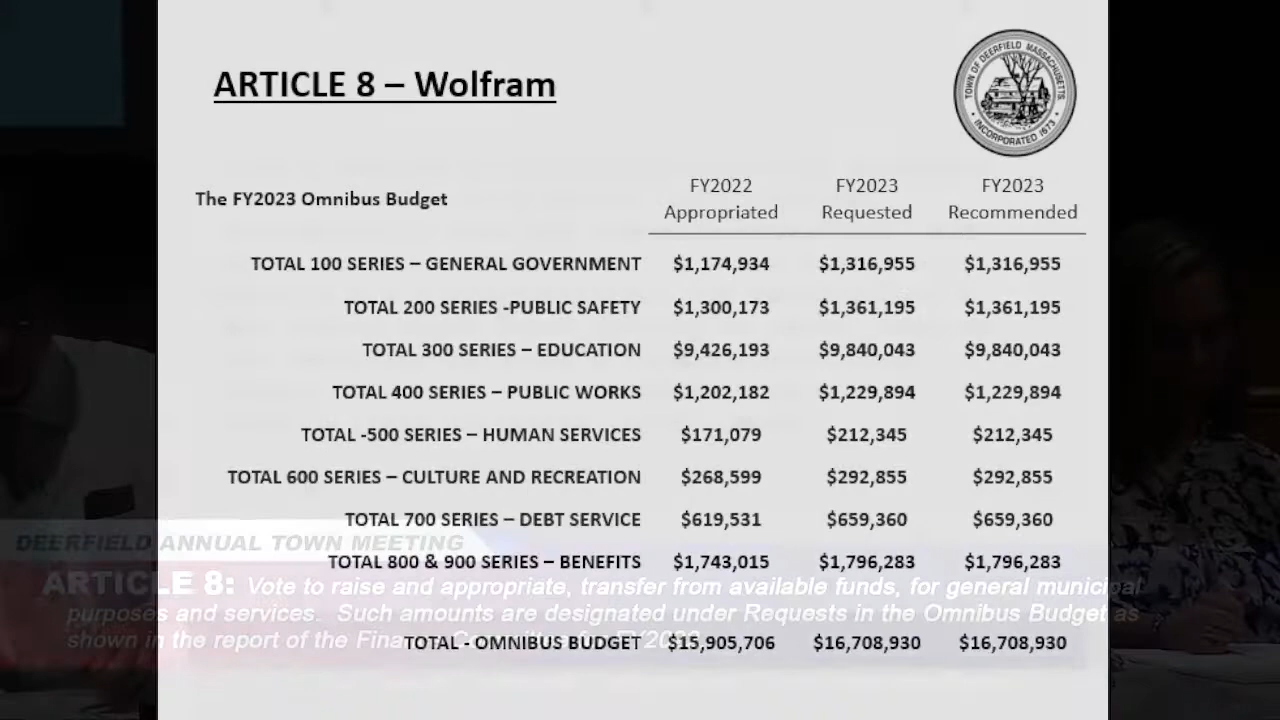 ARTICLE 8 – Wolfram
TOWN OF DEERFIELD MASSACHUSETTS
INCORPORATED 1673
The FY2023 Omnibus Budget
FY2022 Appropriated FY2023 Requested FY2023 Recommended
TOTAL 100 SERIES – GENERAL GOVERNMENT $1,174,934 $1,316,955 $1,316,955
TOTAL 200 SERIES -PUBLIC SAFETY $1,300,173 $1,361,195 $1,361,195
TOTAL 300 SERIES – EDUCATION $9,426,193 $9,840,043 $9,840,043
TOTAL 400 SERIES – PUBLIC WORKS $1,202,182 $1,229,894 $1,229,894
TOTAL -500 SERIES – HUMAN SERVICES $171,079 $212,345 $212,345
TOTAL 600 SERIES – CULTURE AND RECREATION $268,599 $292,855 $292,855
TOTAL 700 SERIES – DEBT SERVICE $619,531 $659,360 $659,360
DEERFIELD ANNUAL TOWN MEETING
TOTAL 800 & 900 SERIES – BENEFITS $1,743,015 $1,796,283 $1,796,283
ARTICLE 8: Vote to raise and appropriate, transfer from available funds, for general municipal
purposes and services. Such amounts are designated under Requests in the Omnibus Budget as
shown in the report of the
TOTAL - OMNIBUS BUDGET $15,905,706 $16,708,930 $16,708,930